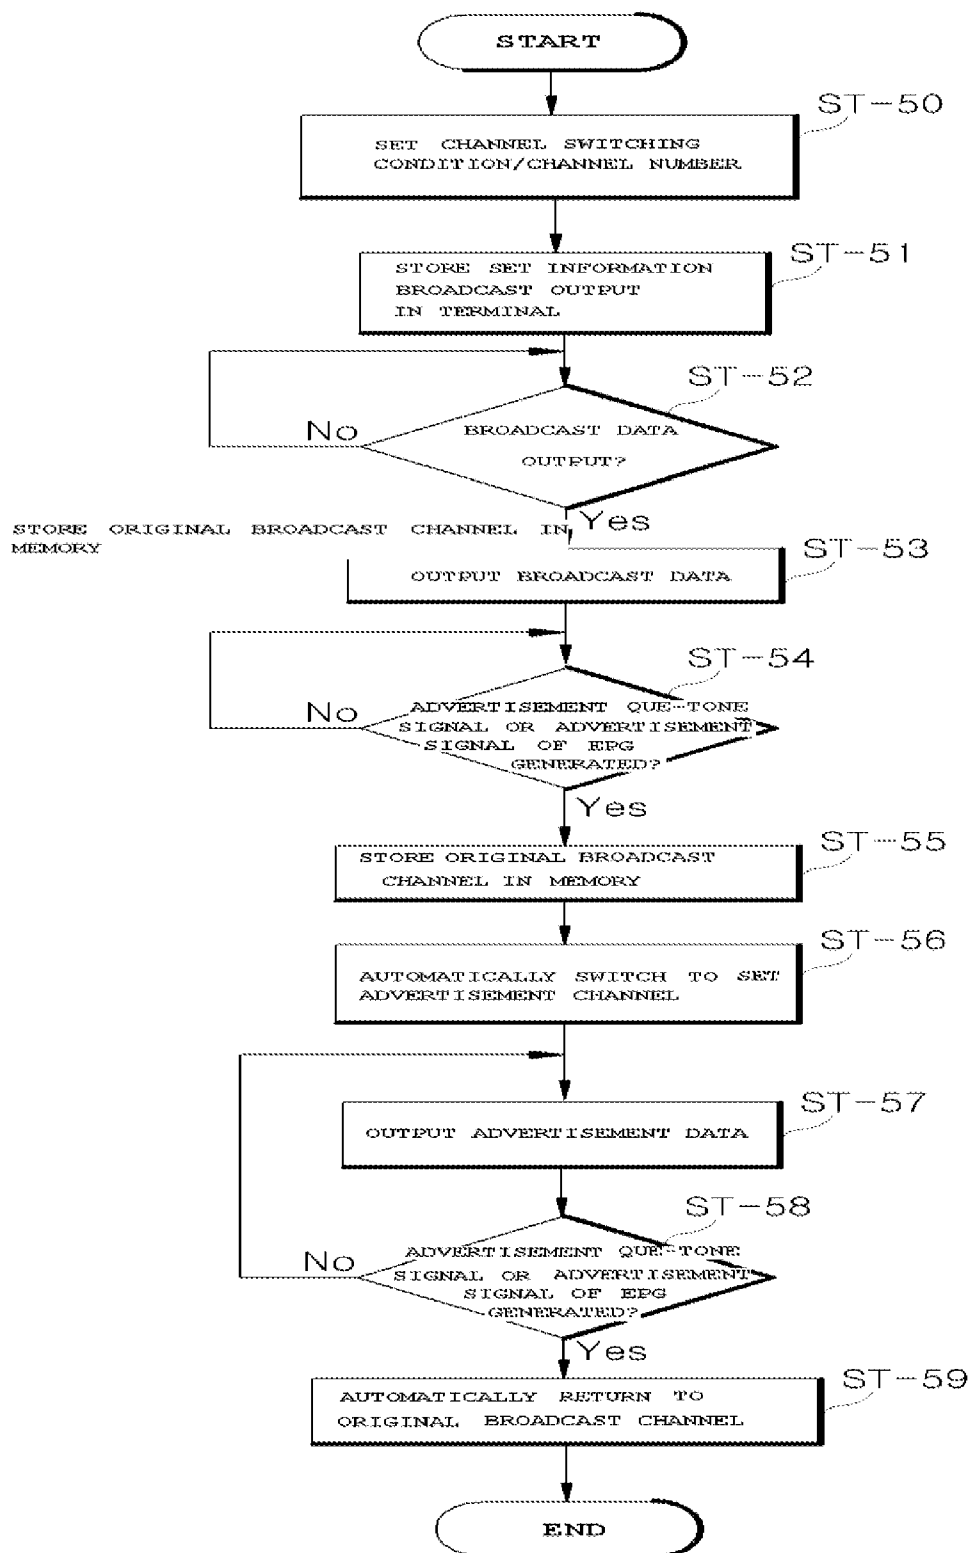 START
ST-50
SET CHANNEL SWITCHING
CONDITION/CHANNEL NUMBER
ST-51
STORE SET INFORMATION
BROADCAST OUTPUT
IN TERMINAL
ST-52
BROADCAST DATA
OUTPUT?
No
Yes
STORE ORIGINAL BROADCAST CHANNEL IN
MEMORY
ST-53
OUTPUT BROADCAST DATA
ST-54
ADVERTISEMENT QUE-TONE
SIGNAL OR ADVERTISEMENT
SIGNAL OF EPG
GENERATED?
No
Yes
ST-55
STORE ORIGINAL BROADCAST
CHANNEL IN MEMORY
ST-56
AUTOMATICALLY SWITCH TO SET
ADVERTISEMENT CHANNEL
ST-57
OUTPUT ADVERTISEMENT DATA
ST-58
ADVERTISEMENT QUE-TONE
SIGNAL OR ADVERTISEMENT
SIGNAL OF EPG
GENERATED?
No
Yes
ST-59
AUTOMATICALLY RETURN TO
ORIGINAL BROADCAST CHANNEL
END